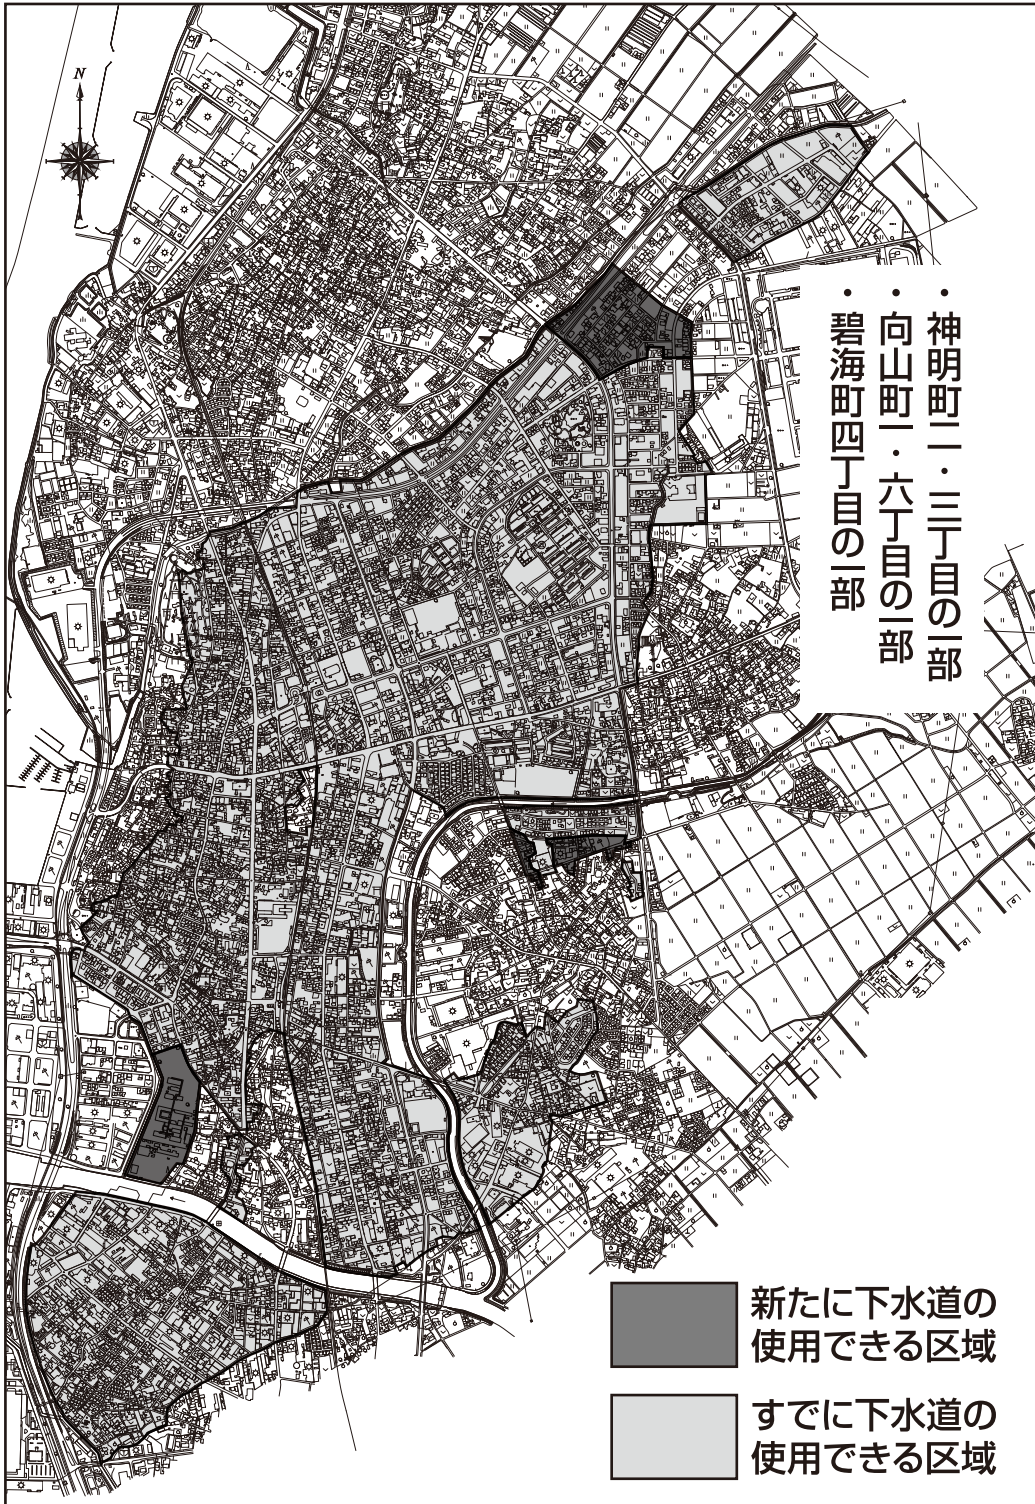 N
・神明町二・三丁目の一部
・向山町一・六丁目の一部
・碧海町四丁目の一部
新たに下水道の
使用できる区域
すでに下水道の
使用できる区域